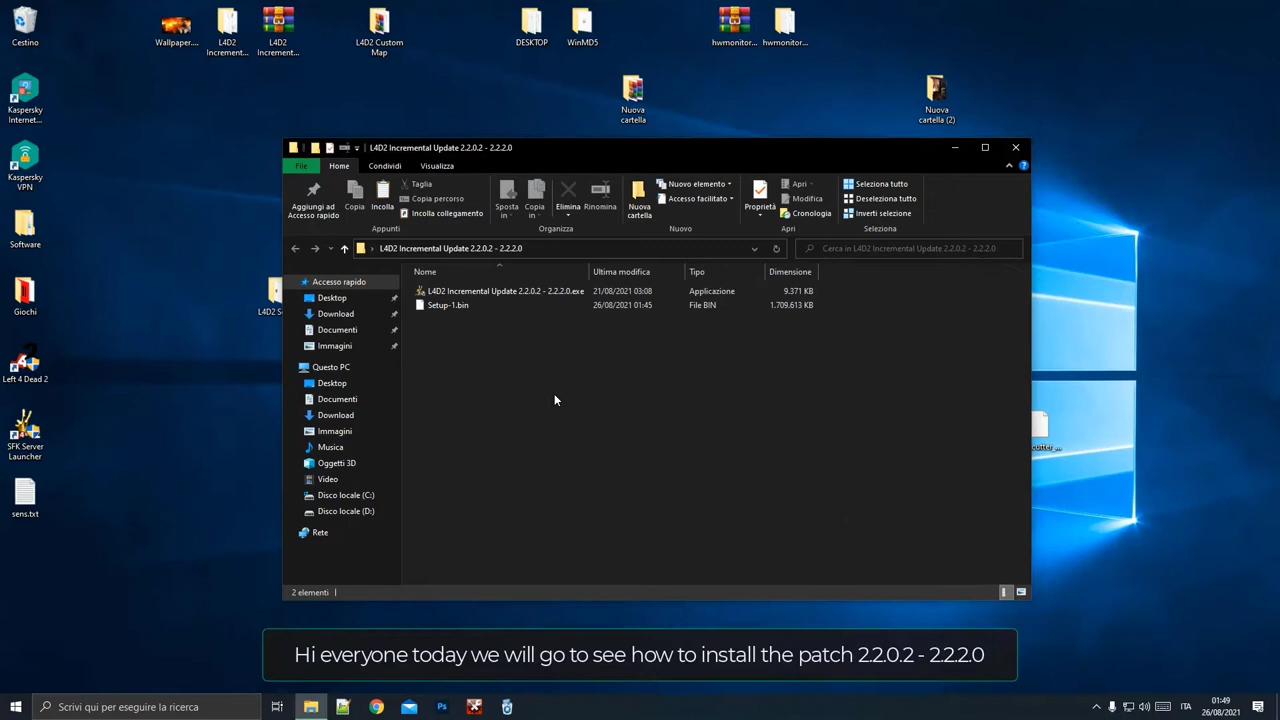 Cestino
Wallpaper....
L4D2
Increment...
L4D2
Increment...
L4D2 Custom
Map
DESKTOP
WinMD5
hwmonitor...
hwmonitor...
Kaspersky
Internet...
Nuova
cartella
Nuova
cartella (2)
Kaspersky
VPN
Software
Giochi
L4D2 S
Left 4 Dead 2
SFK Server
Launcher
sens.txt
cutter_...
L4D2 Incremental Update 2.2.0.2 - 2.2.2.0
File
Home
Condividi
Visualizza
Aggiungi ad
Accesso rapido
Copia
Incolla
Taglia
Copia percorso
Incolla collegamento
Appunti
Sposta
in
Copia
in
Elimina
Rinomina
Organizza
Nuova
cartella
Nuovo elemento
Accesso facilitato
Nuovo
Proprietà
Apri
Modifica
Cronologia
Apri
Seleziona tutto
Deseleziona tutto
Inverti selezione
Seleziona
L4D2 Incremental Update 2.2.0.2 - 2.2.2.0
Cerca in L4D2 Incremental Update 2.2.0.2 - 2.2.2.0
Accesso rapido
Desktop
Download
Documenti
Immagini
Questo PC
Desktop
Documenti
Download
Immagini
Musica
Oggetti 3D
Video
Disco locale (C:)
Disco locale (D:)
Rete
Nome
Ultima modifica
Tipo
Dimensione
L4D2 Incremental Update 2.2.0.2 - 2.2.2.0.exe
21/08/2021 03:08
Applicazione
9.371 KB
Setup-1.bin
26/08/2021 01:45
File BIN
1.709.613 KB
2 elementi
Hi everyone today we will go to see how to install the patch 2.2.0.2 - 2.2.2.0
Scrivi qui per eseguire la ricerca
Ps
ITA
01:49
26/08/2021